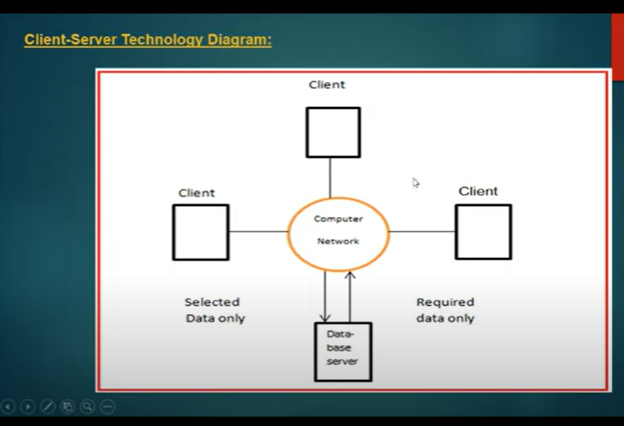 Client-Server Technology Diagram:
Client
Client
Client
Computer
Network
Selected
Data only
Required
data only
Data-
base
server